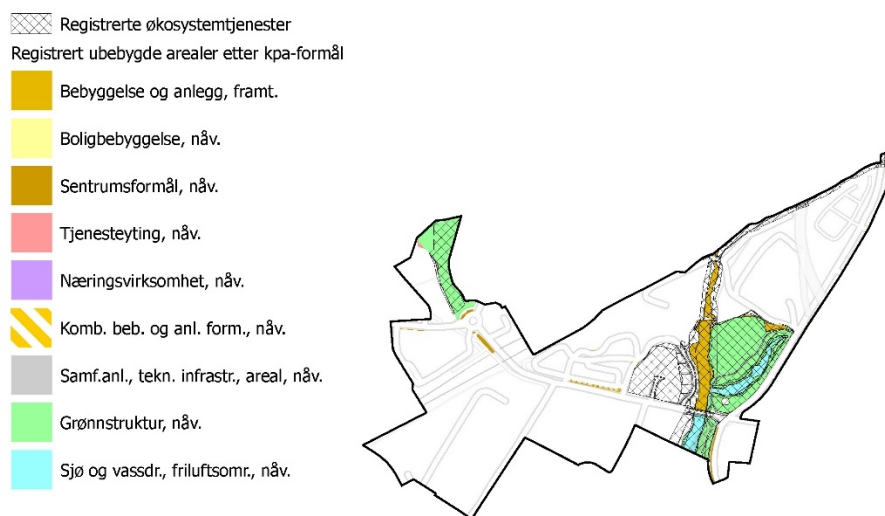 Registrerte økosystemtjenester
Registrert ubebygde arealer etter kpa-formål
Bebyggelse og anlegg, framt.
Boligbebyggelse, nåv.
Sentrumsformål, nåv.
Tjenesteyting, nåv.
Næringsvirksomhet, nåv.
Komb. beb. og anl. form., nåv.
Samf.anl., tekn. infrastr., areal, nåv.
Grønnstruktur, nåv.
Sjø og vassdr., friluftsomr., nåv.